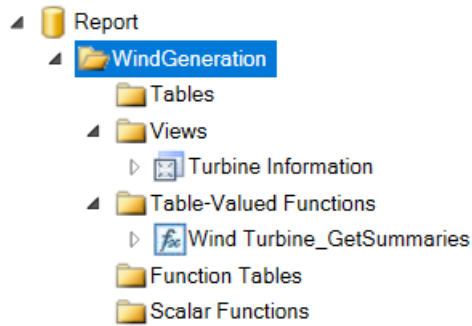 Report
WindGeneration
Tables
Views
Turbine Information
Table-Valued Functions
Wind Turbine_GetSummaries
Function Tables
Scalar Functions